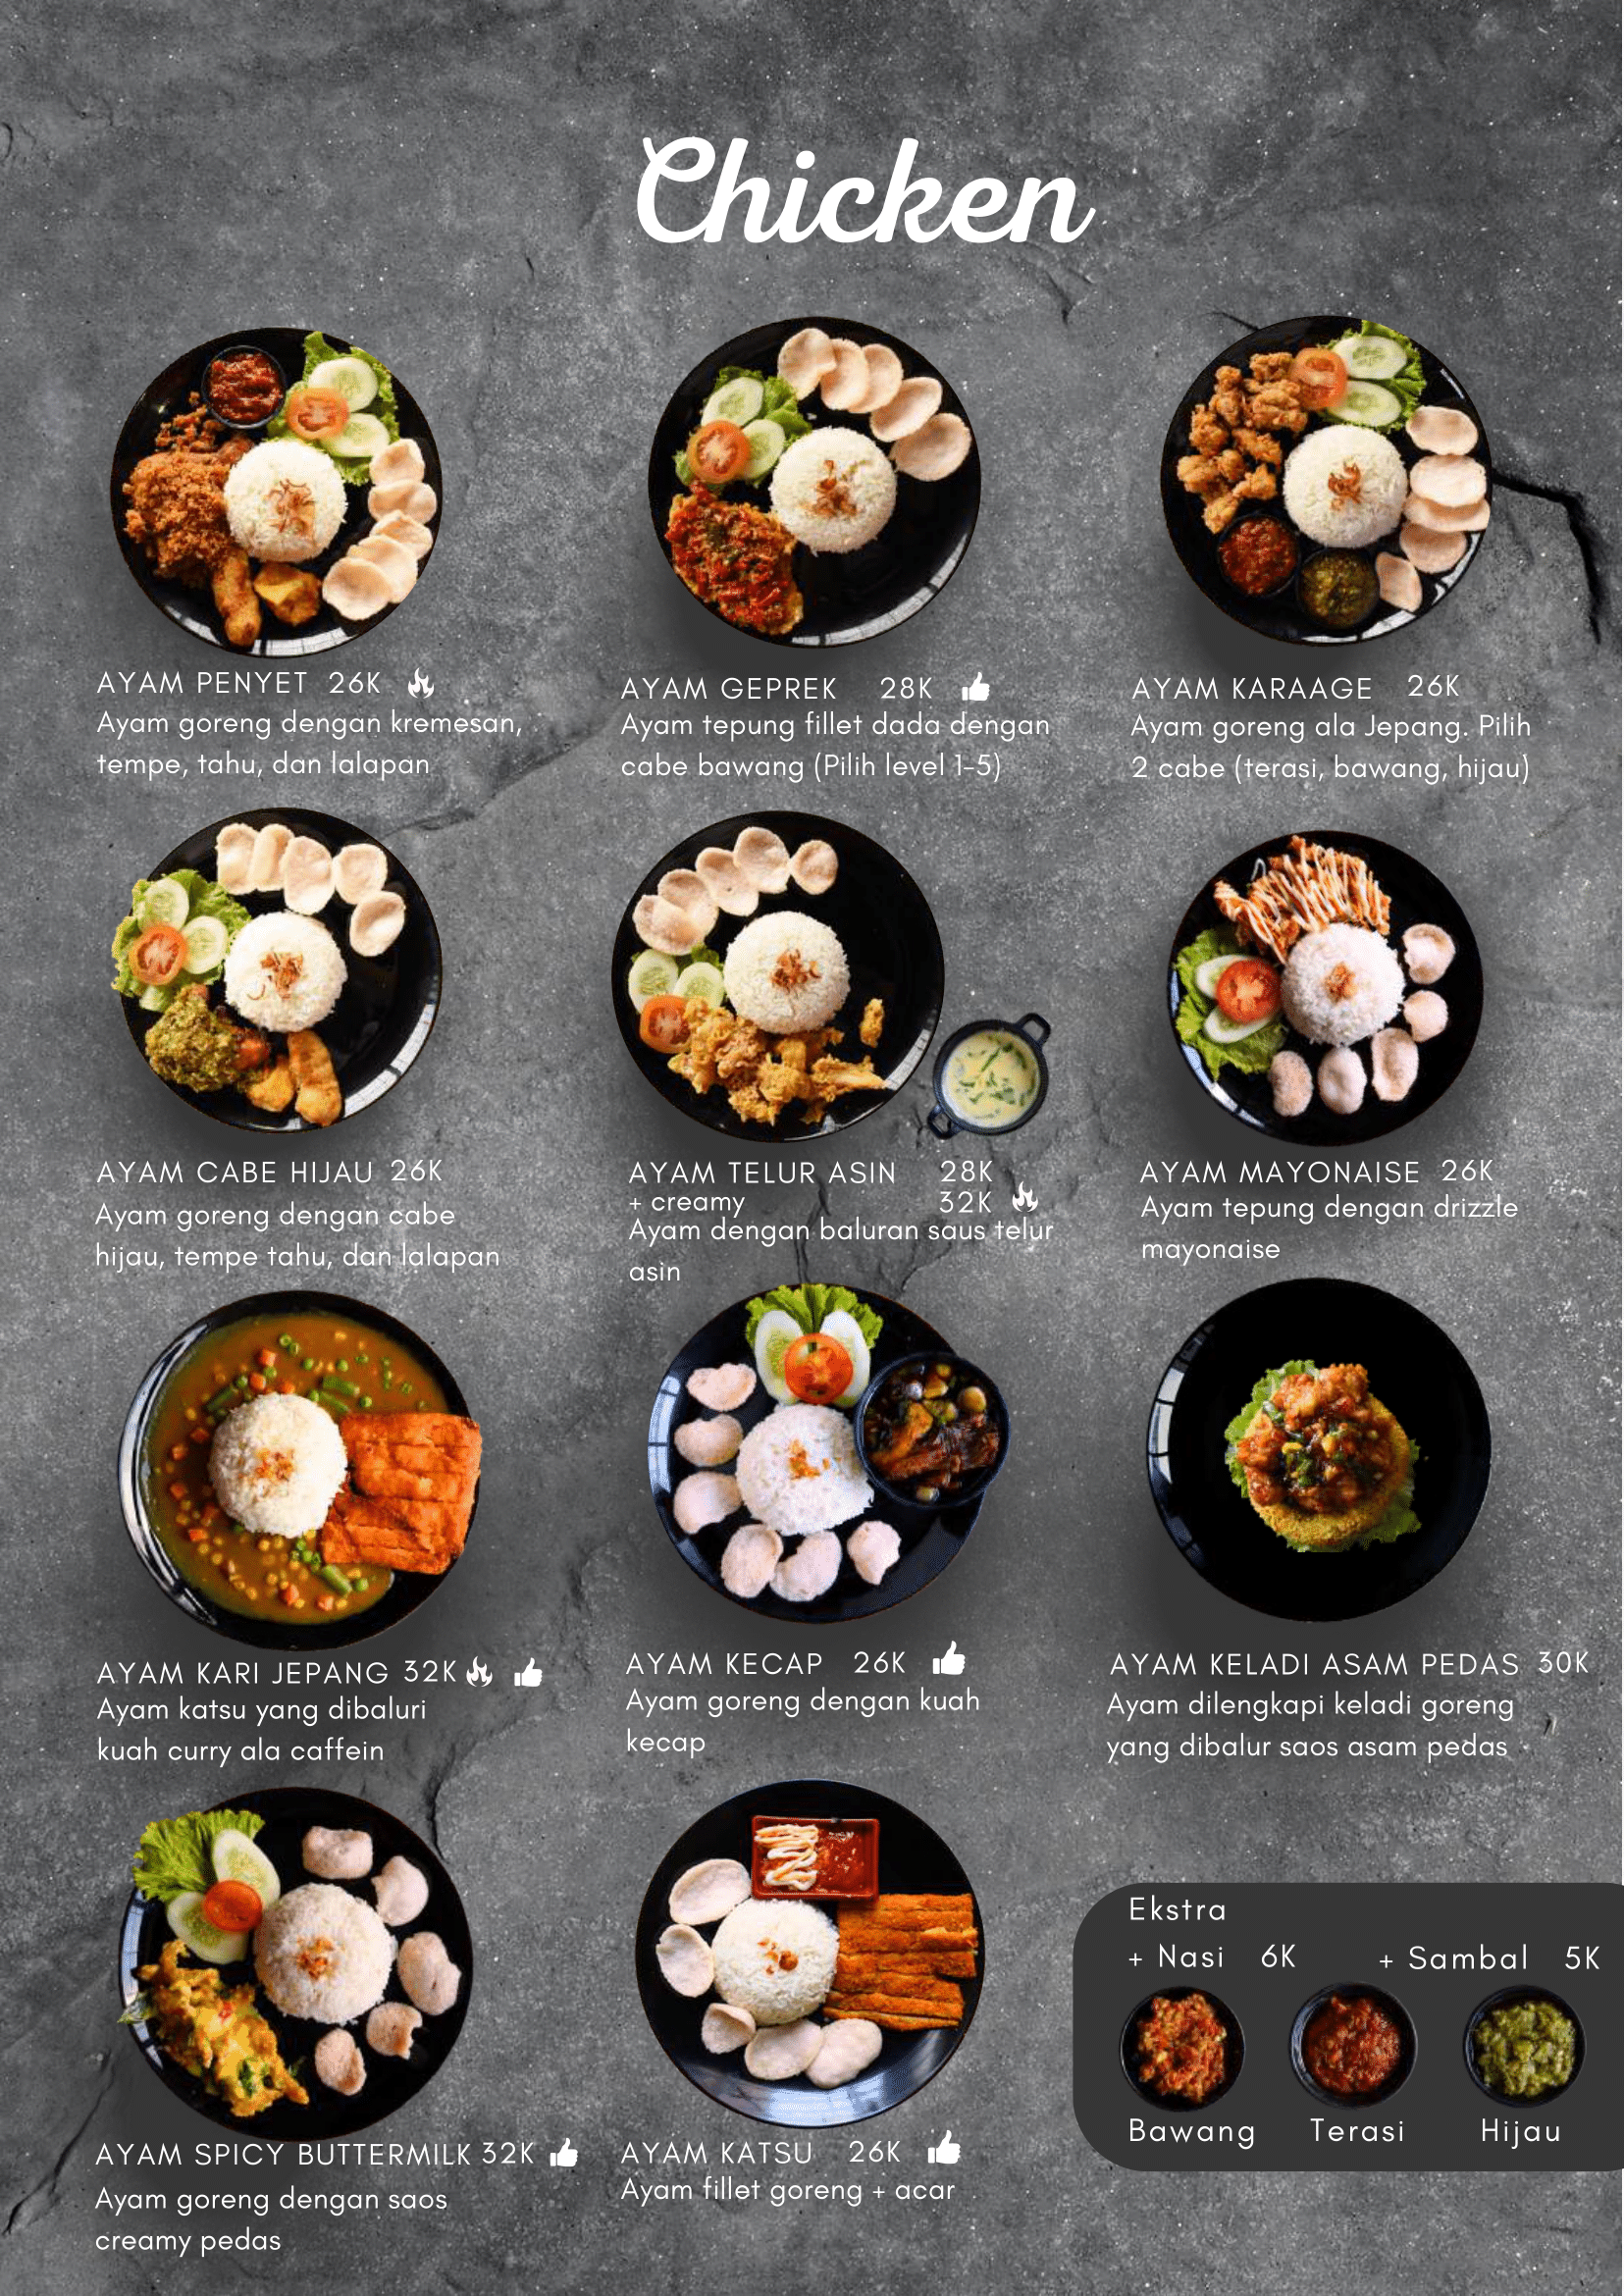 Chicken
AYAM PENYET 26K
Ayam goreng dengan kremesan,
tempe, tahu, dan lalapan
AYAM GEPREK 28K
Ayam tepung fillet dada dengan
cabe bawang (Pilih level 1-5)
AYAM KARAAGE 26K
Ayam goreng ala Jepang. Pilih
2 cabe (terasi, bawang, hijau)
AYAM CABE HIJAU 26K
Ayam goreng dengan cabe
hijau, tempe tahu, dan lalapan
AYAM TELUR ASIN 28K
+ creamy 32K
Ayam dengan baluran saus telur
asin
AYAM MAYONAISE 26K
Ayam tepung dengan drizzle
mayonaise
AYAM KARI JEPANG 32K
Ayam katsu yang dibaluri
kuah curry ala caffein
AYAM KECAP 26K
Ayam goreng dengan kuah
kecap
AYAM KELADI ASAM PEDAS 30K
Ayam dilengkapi keladi goreng
yang dibalur saos asam pedas
AYAM SPICY BUTTERMILK 32K
Ayam goreng dengan saos
creamy pedas
AYAM KATSU 26K
Ayam fillet goreng + acar
Ekstra
+ Nasi 6K + Sambal 5K
Bawang Terasi Hijau